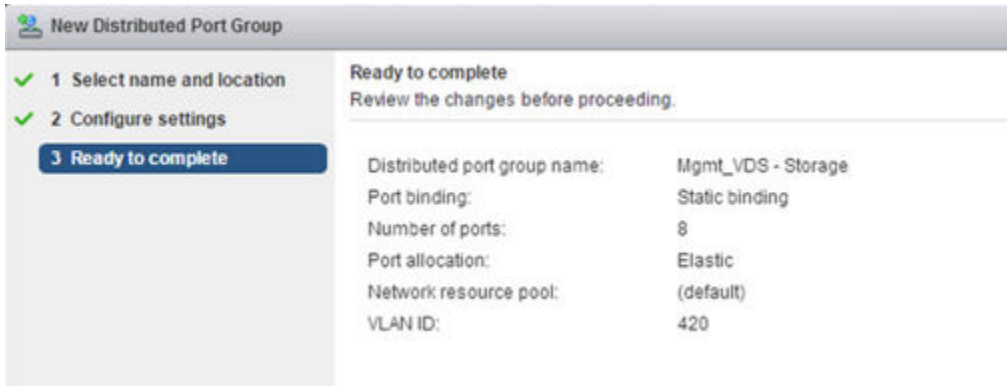 New Distributed Port Group
1 Select name and location
2 Configure settings
3 Ready to complete
Ready to complete
Review the changes before proceeding.
Distributed port group name: Mgmt_VDS - Storage
Port binding: Static binding
Number of ports: 8
Port allocation: Elastic
Network resource pool: (default)
VLAN ID: 420